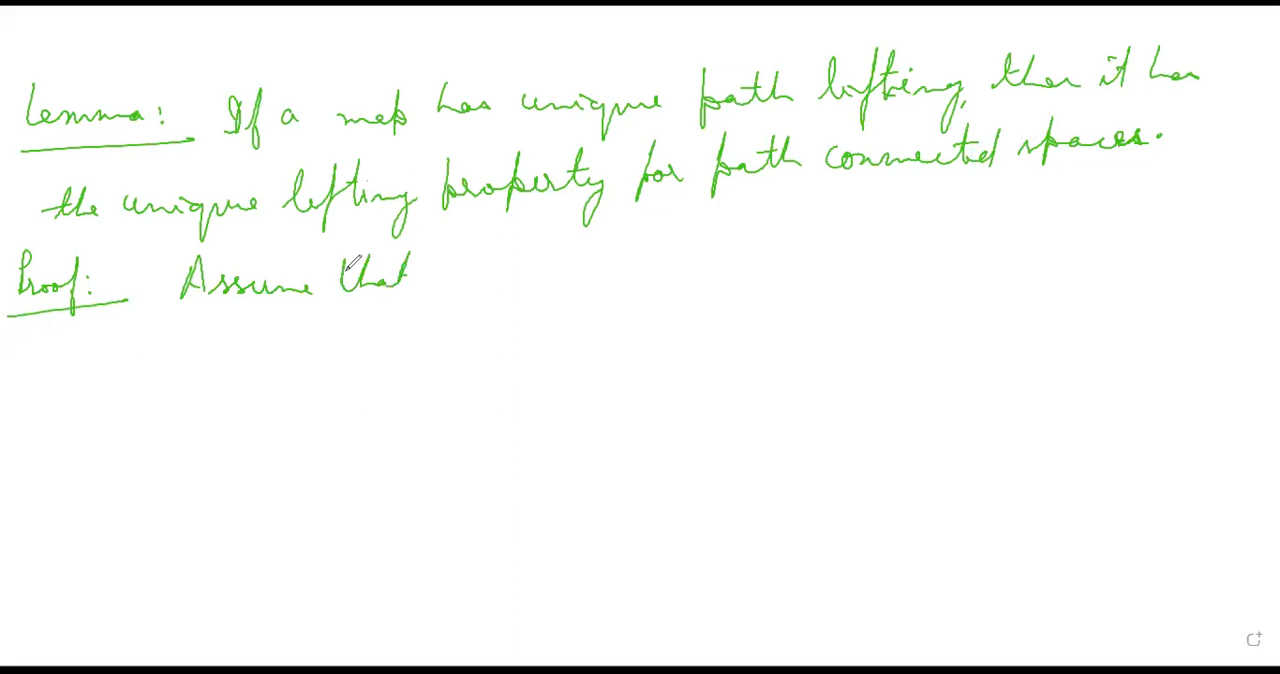 Lemma: If a map has unique path lifting, then it has
the unique lifting property for path connected spaces.
Proof: Assume that